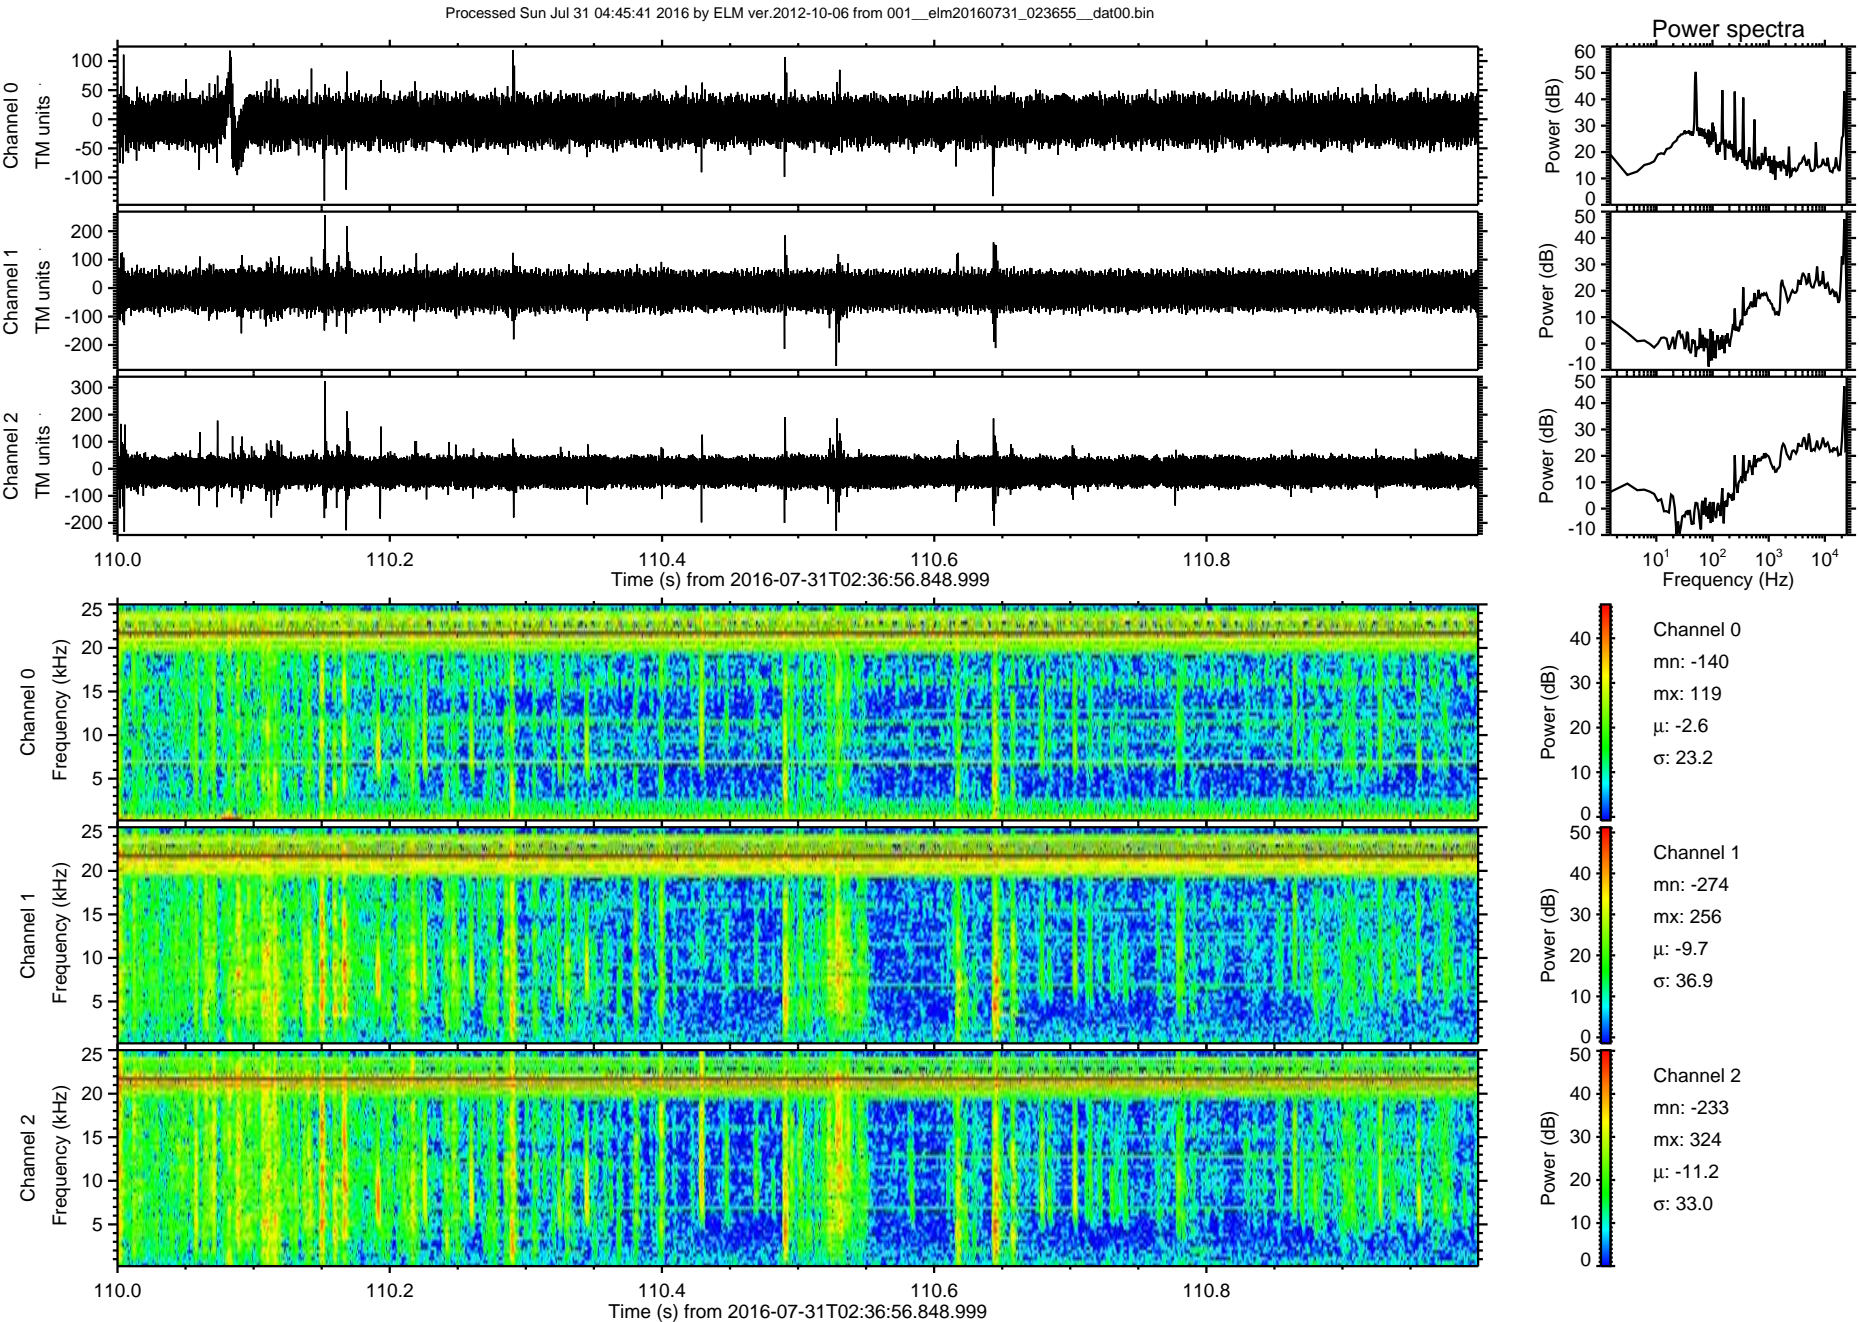 Processed Sun Jul 31 04:45:41 2016 by ELM ver.2012-10-06 from 001__elm20160731_023655__dat00.bin
Power spectra
Channel 0
TM units
100
50
0
-50
-100
Power (dB)
60
50
40
30
20
10
0
Channel 1
TM units
200
100
0
-100
-200
Power (dB)
50
40
30
20
10
0
-10
Channel 2
TM units
300
200
100
0
-100
-200
Power (dB)
50
40
30
20
10
0
-10
110.0 110.2 110.4 110.6 110.8
Time (s) from 2016-07-31T02:36:56.848.999
10¹ 10² 10³ 10⁴
Frequency (Hz)
Channel 0
Frequency (kHz)
25
20
15
10
5
Power (dB)
40
30
20
10
0
Channel 0
mn: -140
mx: 119
μ: -2.6
σ: 23.2
Channel 1
Frequency (kHz)
25
20
15
10
5
Power (dB)
50
40
30
20
10
0
Channel 1
mn: -274
mx: 256
μ: -9.7
σ: 36.9
Channel 2
Frequency (kHz)
25
20
15
10
5
Power (dB)
50
40
30
20
10
0
Channel 2
mn: -233
mx: 324
μ: -11.2
σ: 33.0
110.0 110.2 110.4 110.6 110.8
Time (s) from 2016-07-31T02:36:56.848.999